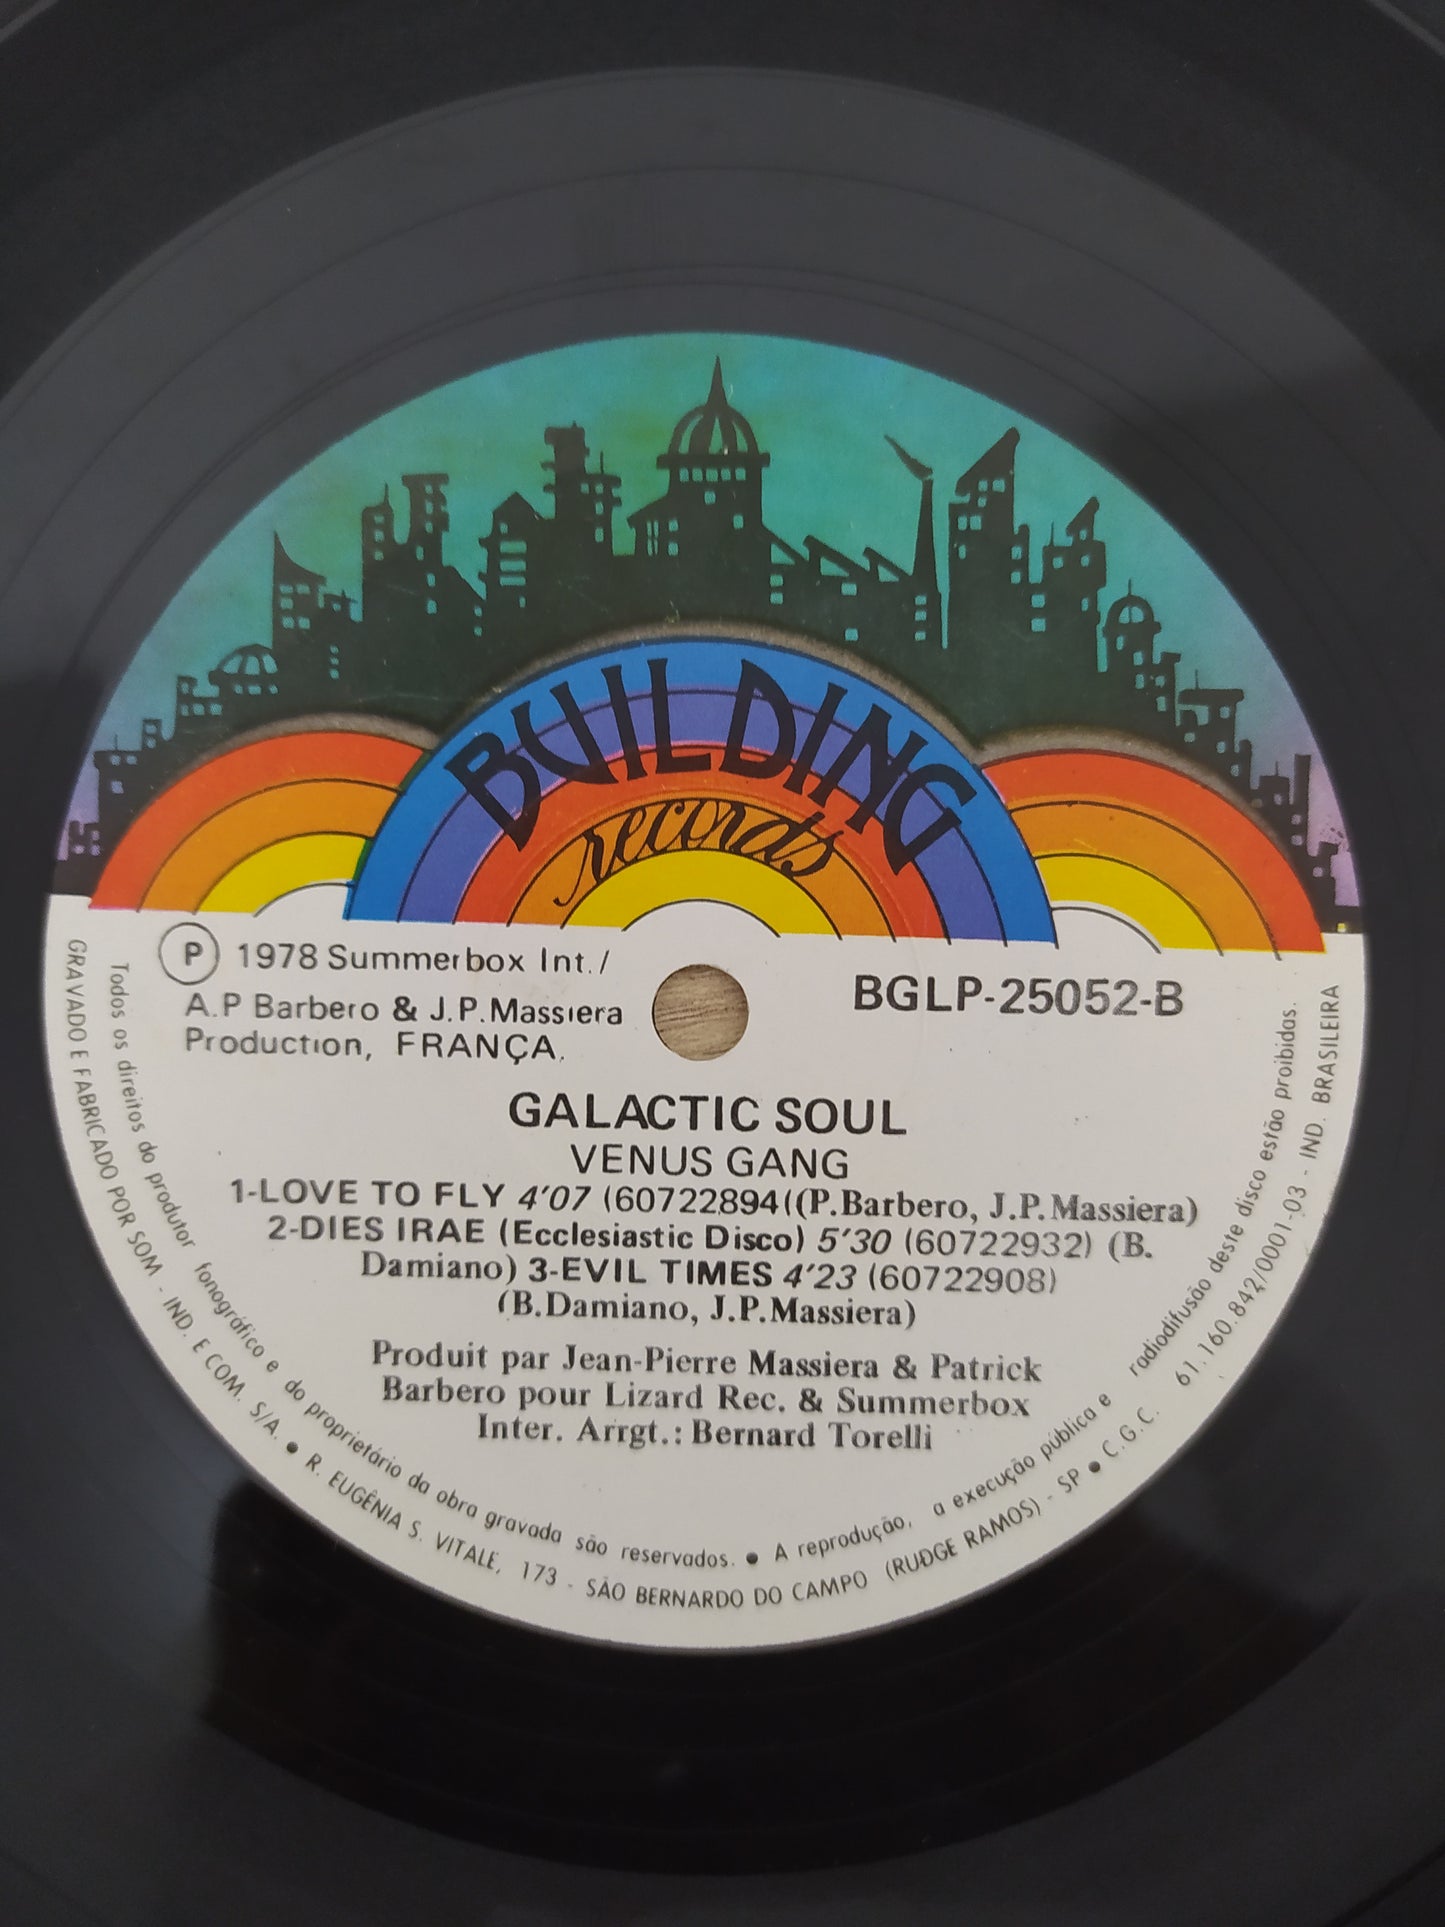 BUILDING
records
P 1978 Summerbox Int./
A.P Barbero & J.P.Massiera
Production, FRANÇA.
BGLP-25052-B
GALACTIC SOUL
VENUS GANG
1-LOVE TO FLY 4'07 (60722894((P.Barbero, J.P.Massiera)
2-DIES IRAE (Ecclesiastic Disco) 5'30 (60722932) (B.
Damiano) 3-EVIL TIMES 4'23 (60722908)
(B.Damiano, J.P.Massiera)
Produit par Jean-Pierre Massiera & Patrick
Barbero pour Lizard Rec. & Summerbox
Inter. Arrgt.: Bernard Torelli
Todos os direitos do produtor fonográfico e do proprietário da obra gravada são reservados. • A reprodução, a execução pública e radiodifusão deste disco estão proibidas.
GRAVADO E FABRICADO POR SOM - IND. E COM. S/A. • R. EUGÊNIA S. VITALE, 173 - SÃO BERNARDO DO CAMPO (RUDGE RAMOS) - SP • C.G.C. 61.160.842/0001-03 - IND. BRASILEIRA